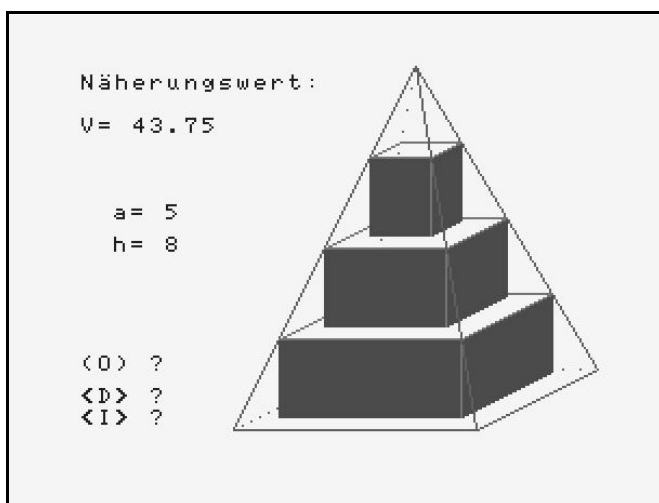 Näherungswert:
V= 43.75
a= 5
h= 8
(O) ?
<D> ?
<I> ?